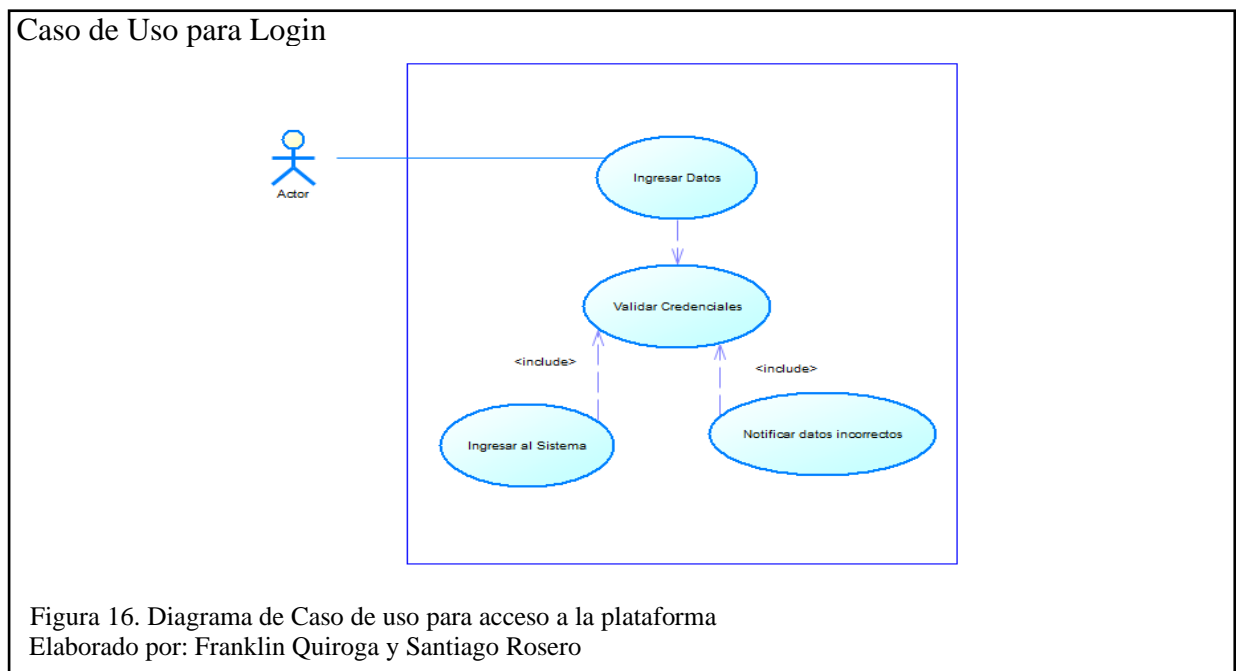 Caso de Uso para Login
Actor
Ingresar Datos
Validar Credenciales
<include>
<include>
Ingresar al Sistema
Notificar datos incorrectos
Figura 16. Diagrama de Caso de uso para acceso a la plataforma
Elaborado por: Franklin Quiroga y Santiago Rosero